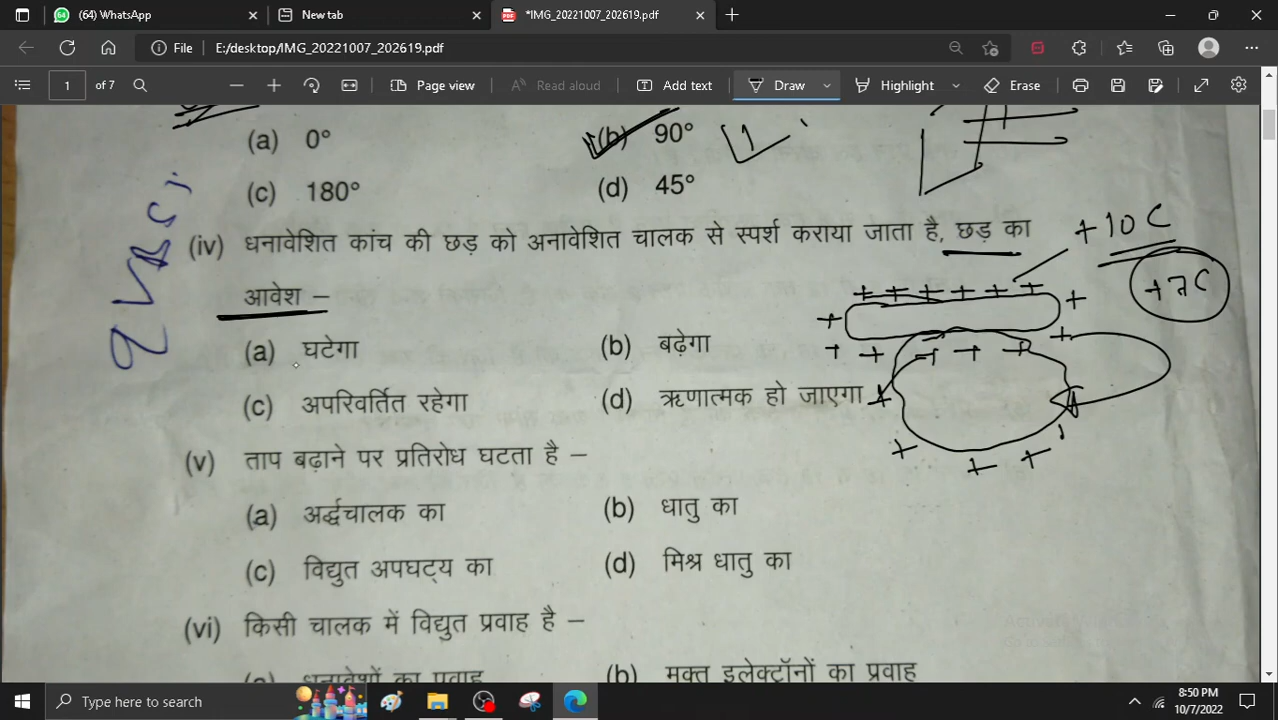 (64) WhatsApp
New tab
*IMG_20221007_202619.pdf
File
E:/desktop/IMG_20221007_202619.pdf
1 of 7
Page view
Read aloud
Add text
Draw
Highlight
Erase
(a) 0° (b) 90°
(c) 180° (d) 45°
+10C
(iv) धनावेशित कांच की छड़ को अनावेशित चालक से स्पर्श कराया जाता है, छड़ का
आवेश –
+7C
(a) घटेगा (b) बढ़ेगा
(c) अपरिवर्तित रहेगा (d) ऋणात्मक हो जाएगा
(v) ताप बढ़ाने पर प्रतिरोध घटता है –
(a) अर्द्धचालक का (b) धातु का
(c) विद्युत अपघट्य का (d) मिश्र धातु का
(vi) किसी चालक में विद्युत प्रवाह है –
(a) धनावेशों का प्रवाह (b) मुक्त इलेक्ट्रॉनों का प्रवाह
Type here to search
8:50 PM
10/7/2022